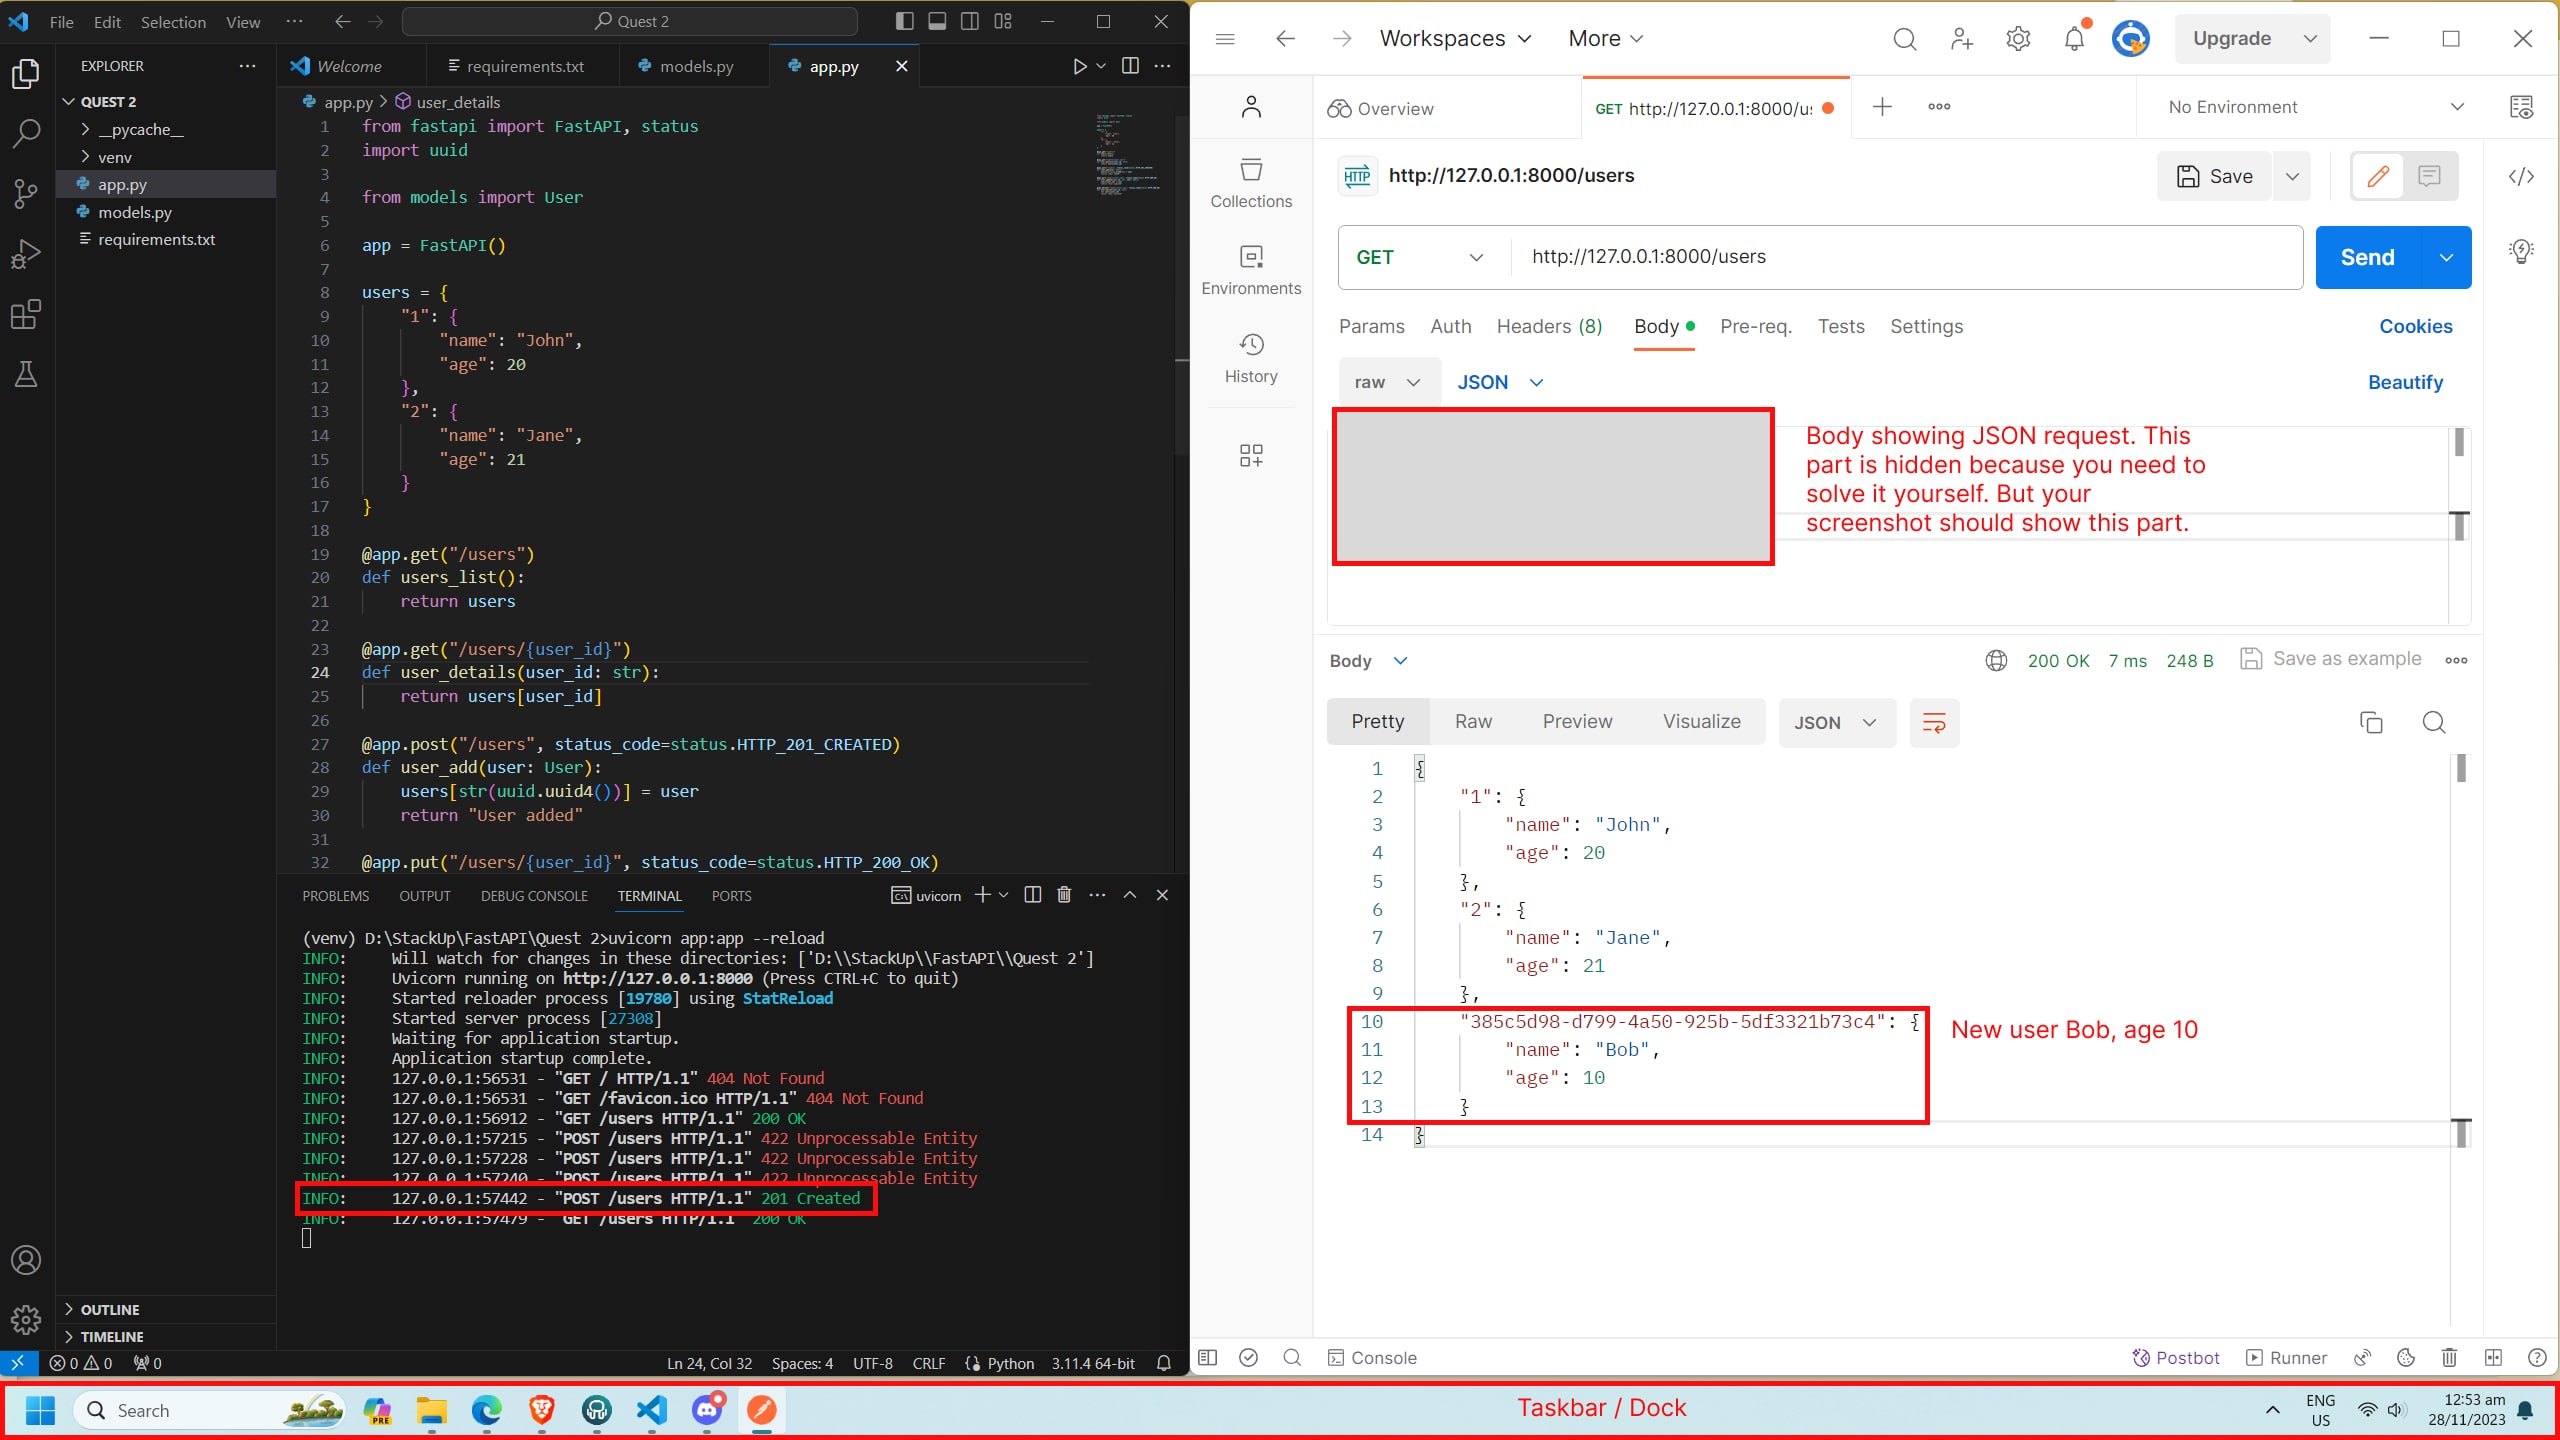 File Edit Selection View ··· Quest 2
EXPLORER ···
QUEST 2
__pycache__
venv
app.py
models.py
requirements.txt
OUTLINE
TIMELINE
Welcome requirements.txt models.py app.py
app.py > user_details
1 from fastapi import FastAPI, status
2 import uuid
3
4 from models import User
5
6 app = FastAPI()
7
8 users = {
9 "1": {
10 "name": "John",
11 "age": 20
12 },
13 "2": {
14 "name": "Jane",
15 "age": 21
16 }
17 }
18
19 @app.get("/users")
20 def users_list():
21 return users
22
23 @app.get("/users/{user_id}")
24 def user_details(user_id: str):
25 return users[user_id]
26
27 @app.post("/users", status_code=status.HTTP_201_CREATED)
28 def user_add(user: User):
29 users[str(uuid.uuid4())] = user
30 return "User added"
31
32 @app.put("/users/{user_id}", status_code=status.HTTP_200_OK)
PROBLEMS OUTPUT DEBUG CONSOLE TERMINAL PORTS uvicorn
(venv) D:\StackUp\FastAPI\Quest 2>uvicorn app:app --reload
INFO: Will watch for changes in these directories: ['D:\\StackUp\\FastAPI\\Quest 2']
INFO: Uvicorn running on http://127.0.0.1:8000 (Press CTRL+C to quit)
INFO: Started reloader process [19780] using StatReload
INFO: Started server process [27308]
INFO: Waiting for application startup.
INFO: Application startup complete.
INFO: 127.0.0.1:56531 - "GET / HTTP/1.1" 404 Not Found
INFO: 127.0.0.1:56531 - "GET /favicon.ico HTTP/1.1" 404 Not Found
INFO: 127.0.0.1:56912 - "GET /users HTTP/1.1" 200 OK
INFO: 127.0.0.1:57215 - "POST /users HTTP/1.1" 422 Unprocessable Entity
INFO: 127.0.0.1:57228 - "POST /users HTTP/1.1" 422 Unprocessable Entity
INFO: 127.0.0.1:57240 - "POST /users HTTP/1.1" 422 Unprocessable Entity
INFO: 127.0.0.1:57442 - "POST /users HTTP/1.1" 201 Created
INFO: 127.0.0.1:57479 - "GET /users HTTP/1.1" 200 OK
0 0 0 Ln 24, Col 32 Spaces: 4 UTF-8 CRLF Python 3.11.4 64-bit
Workspaces More Upgrade
Overview GET http://127.0.0.1:8000/u: No Environment
Collections
Environments
History
HTTP http://127.0.0.1:8000/users Save
GET http://127.0.0.1:8000/users Send
Params Auth Headers (8) Body Pre-req. Tests Settings Cookies
raw JSON Beautify
Body showing JSON request. This
part is hidden because you need to
solve it yourself. But your
screenshot should show this part.
Body 200 OK 7 ms 248 B Save as example
Pretty Raw Preview Visualize JSON
1 {
2 "1": {
3 "name": "John",
4 "age": 20
5 },
6 "2": {
7 "name": "Jane",
8 "age": 21
9 },
10 "385c5d98-d799-4a50-925b-5df3321b73c4": {
11 "name": "Bob",
12 "age": 10
13 }
14 }
New user Bob, age 10
Console Postbot Runner
Search PRE
Taskbar / Dock
ENG
US
12:53 am
28/11/2023